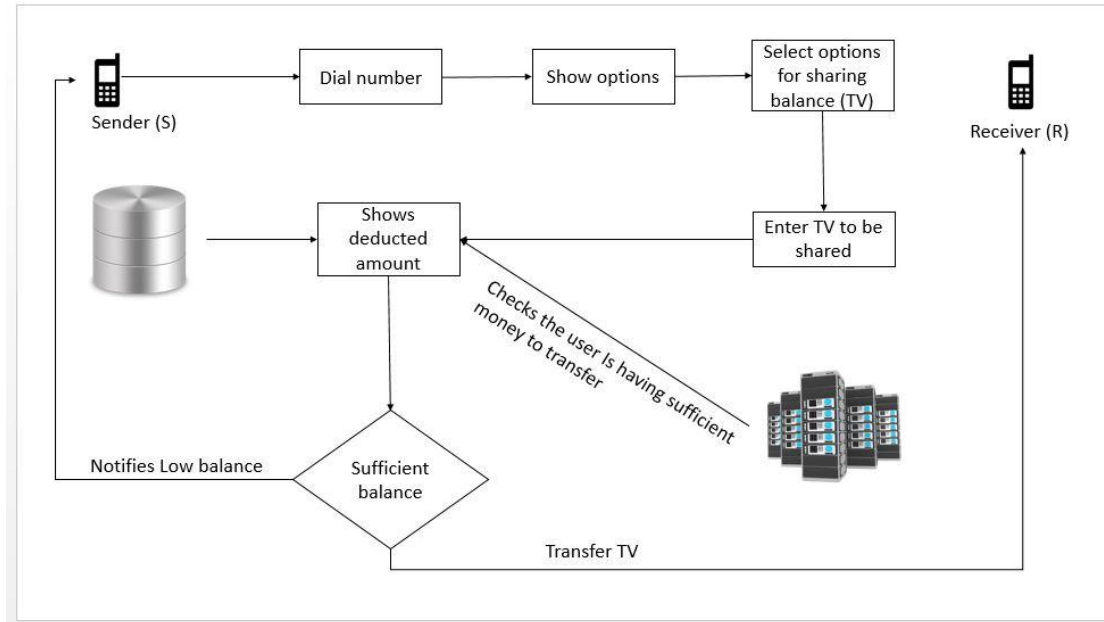 Sender (S)
Dial number
Show options
Select options
for sharing
balance (TV)
Receiver (R)
Shows
deducted
amount
Enter TV to be
shared
Checks the user Is having sufficient
money to transfer
Notifies Low balance
Sufficient
balance
Transfer TV